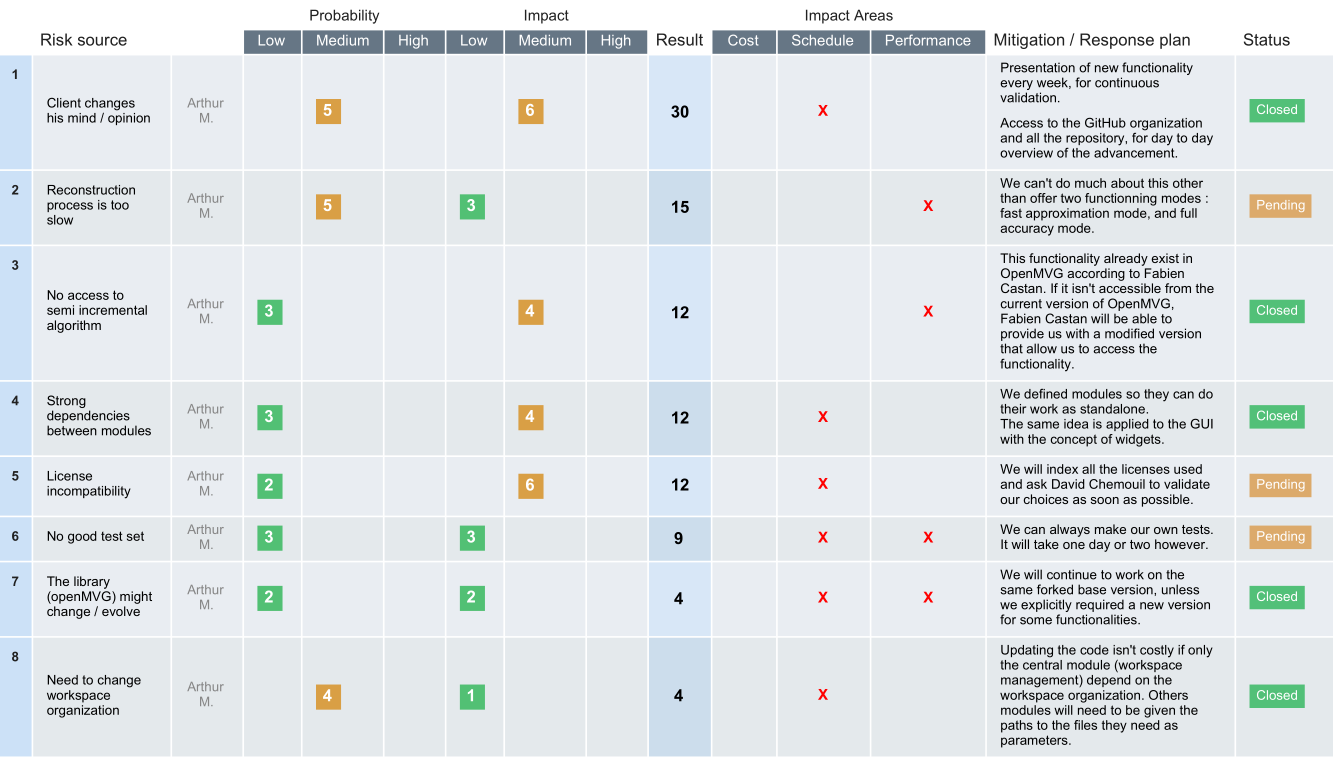 Probability Impact Impact Areas
Risk source Low Medium High Low Medium High Result Cost Schedule Performance Mitigation / Response plan Status
1
Client changes
his mind / opinion
Arthur
M.
5
6
30
X
Presentation of new functionality
every week, for continuous
validation.
Access to the GitHub organization
and all the repository, for day to day
overview of the advancement.
Closed
2
Reconstruction
process is too
slow
Arthur
M.
5
3
15
X
We can't do much about this other
than offer two functionning modes :
fast approximation mode, and full
accuracy mode.
Pending
3
No access to
semi incremental
algorithm
Arthur
M.
3
4
12
X
This functionality already exist in
OpenMVG according to Fabien
Castan. If it isn't accessible from the
current version of OpenMVG,
Fabien Castan will be able to
provide us with a modified version
that allow us to access the
functionality.
Closed
4
Strong
dependencies
between modules
Arthur
M.
3
4
12
X
We defined modules so they can do
their work as standalone.
The same idea is applied to the GUI
with the concept of widgets.
Closed
5
License
incompatibility
Arthur
M.
2
6
12
X
We will index all the licenses used
and ask David Chemouil to validate
our choices as soon as possible.
Pending
6
No good test set
Arthur
M.
3
3
9
X
X
We can always make our own tests.
It will take one day or two however.
Pending
7
The library
(openMVG) might
change / evolve
Arthur
M.
2
2
4
X
X
We will continue to work on the
same forked base version, unless
we explicitly required a new version
for some functionalities.
Closed
8
Need to change
workspace
organization
Arthur
M.
4
1
4
X
Updating the code isn't costly if only
the central module (workspace
management) depend on the
workspace organization. Others
modules will need to be given the
paths to the files they need as
parameters.
Closed